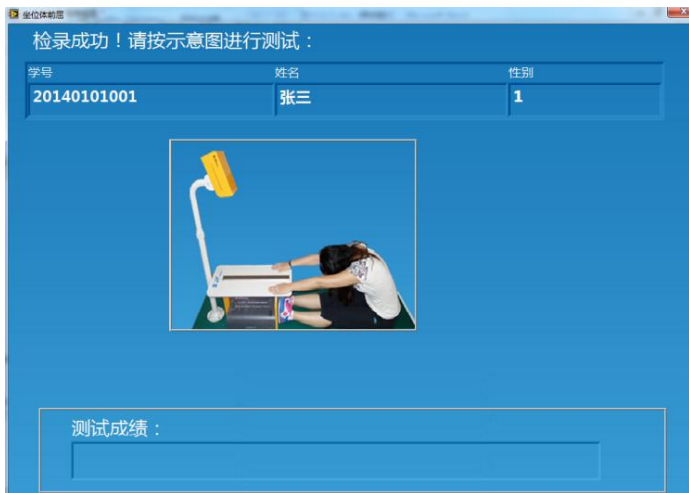 坐位体前屈
检录成功！请按示意图进行测试：
学号 姓名 性别
20140101001 张三 1
测试成绩：